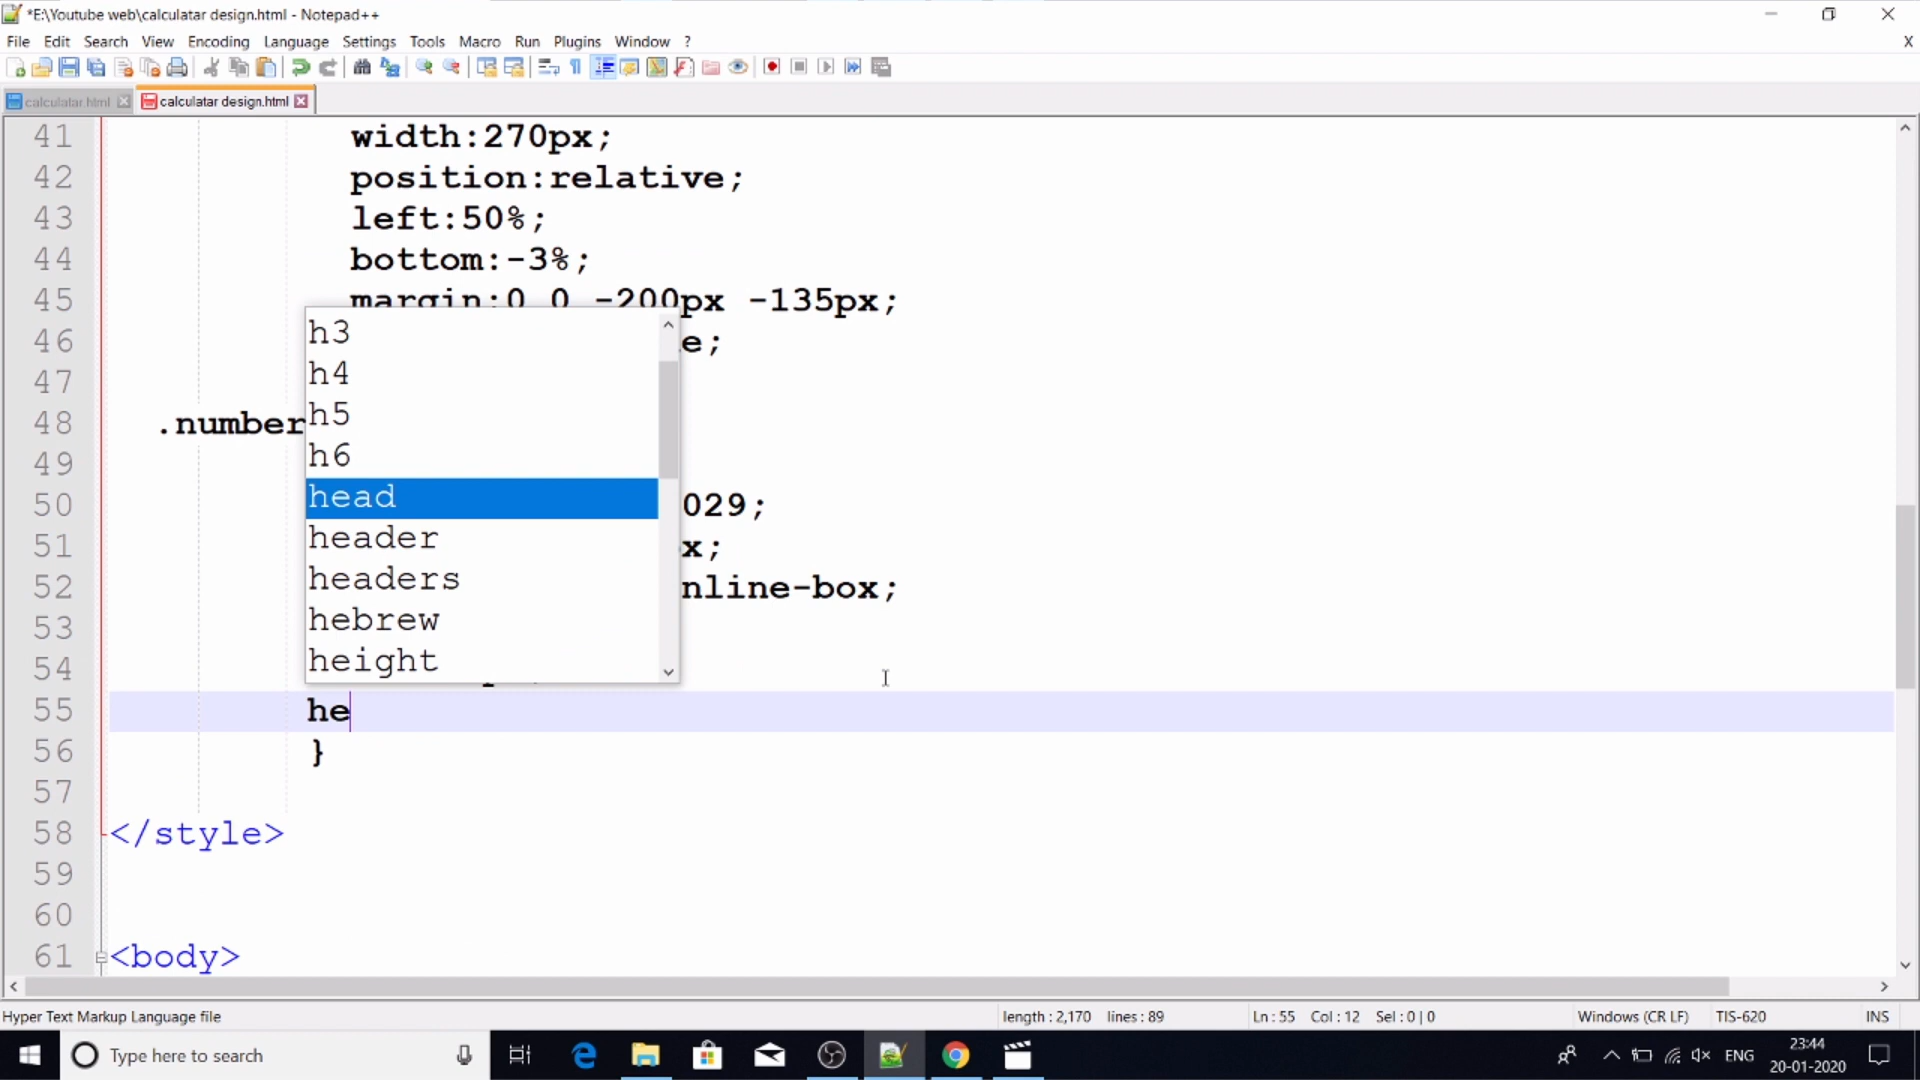 *E:\Youtube web\calculatar design.html - Notepad++
File Edit Search View Encoding Language Settings Tools Macro Run Plugins Window ?
X
calculatar.html calculatar design.html
41 width:270px;
42 position:relative;
43 left:50%;
44 bottom:-3%;
45 margin:0 0 -200px -135px;
46 e;
47
48 .number
49
50 029;
51 x;
52 nline-box;
53
54
h3
h4
h5
h6
head
header
headers
hebrew
height
55 he
56 }
57
58 </style>
59
60
61 <body>
Hyper Text Markup Language file length : 2,170 lines : 89 Ln : 55 Col : 12 Sel : 0 | 0 Windows (CR LF) TIS-620 INS
Type here to search
ENG
23:44
20-01-2020